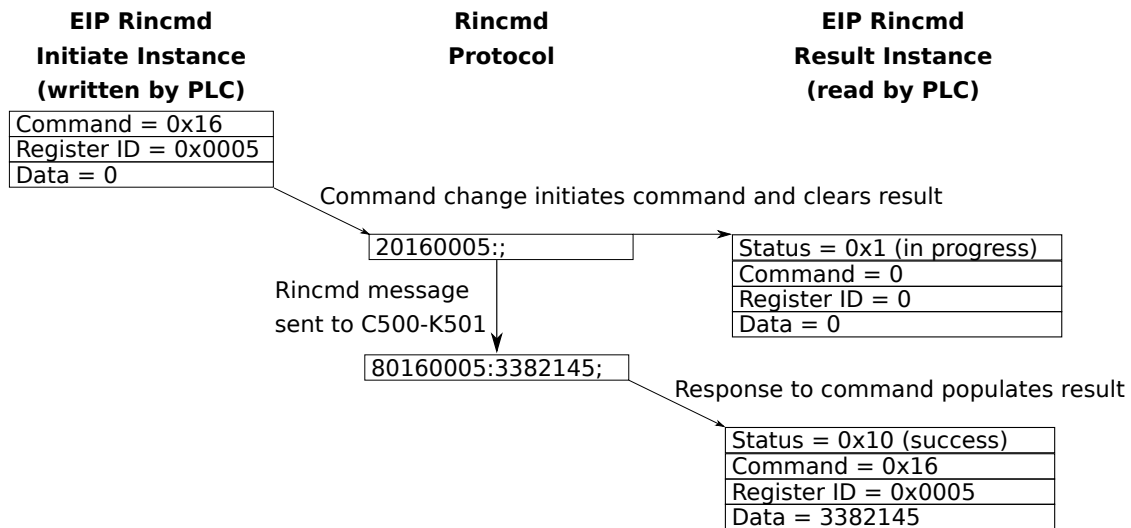 EIP Rincmd
Initiate Instance
(written by PLC)
Rincmd
Protocol
EIP Rincmd
Result Instance
(read by PLC)
Command = 0x16
Register ID = 0x0005
Data = 0
Command change initiates command and clears result
20160005:;
Status = 0x1 (in progress)
Command = 0
Register ID = 0
Data = 0
Rincmd message
sent to C500-K501
80160005:3382145;
Response to command populates result
Status = 0x10 (success)
Command = 0x16
Register ID = 0x0005
Data = 3382145